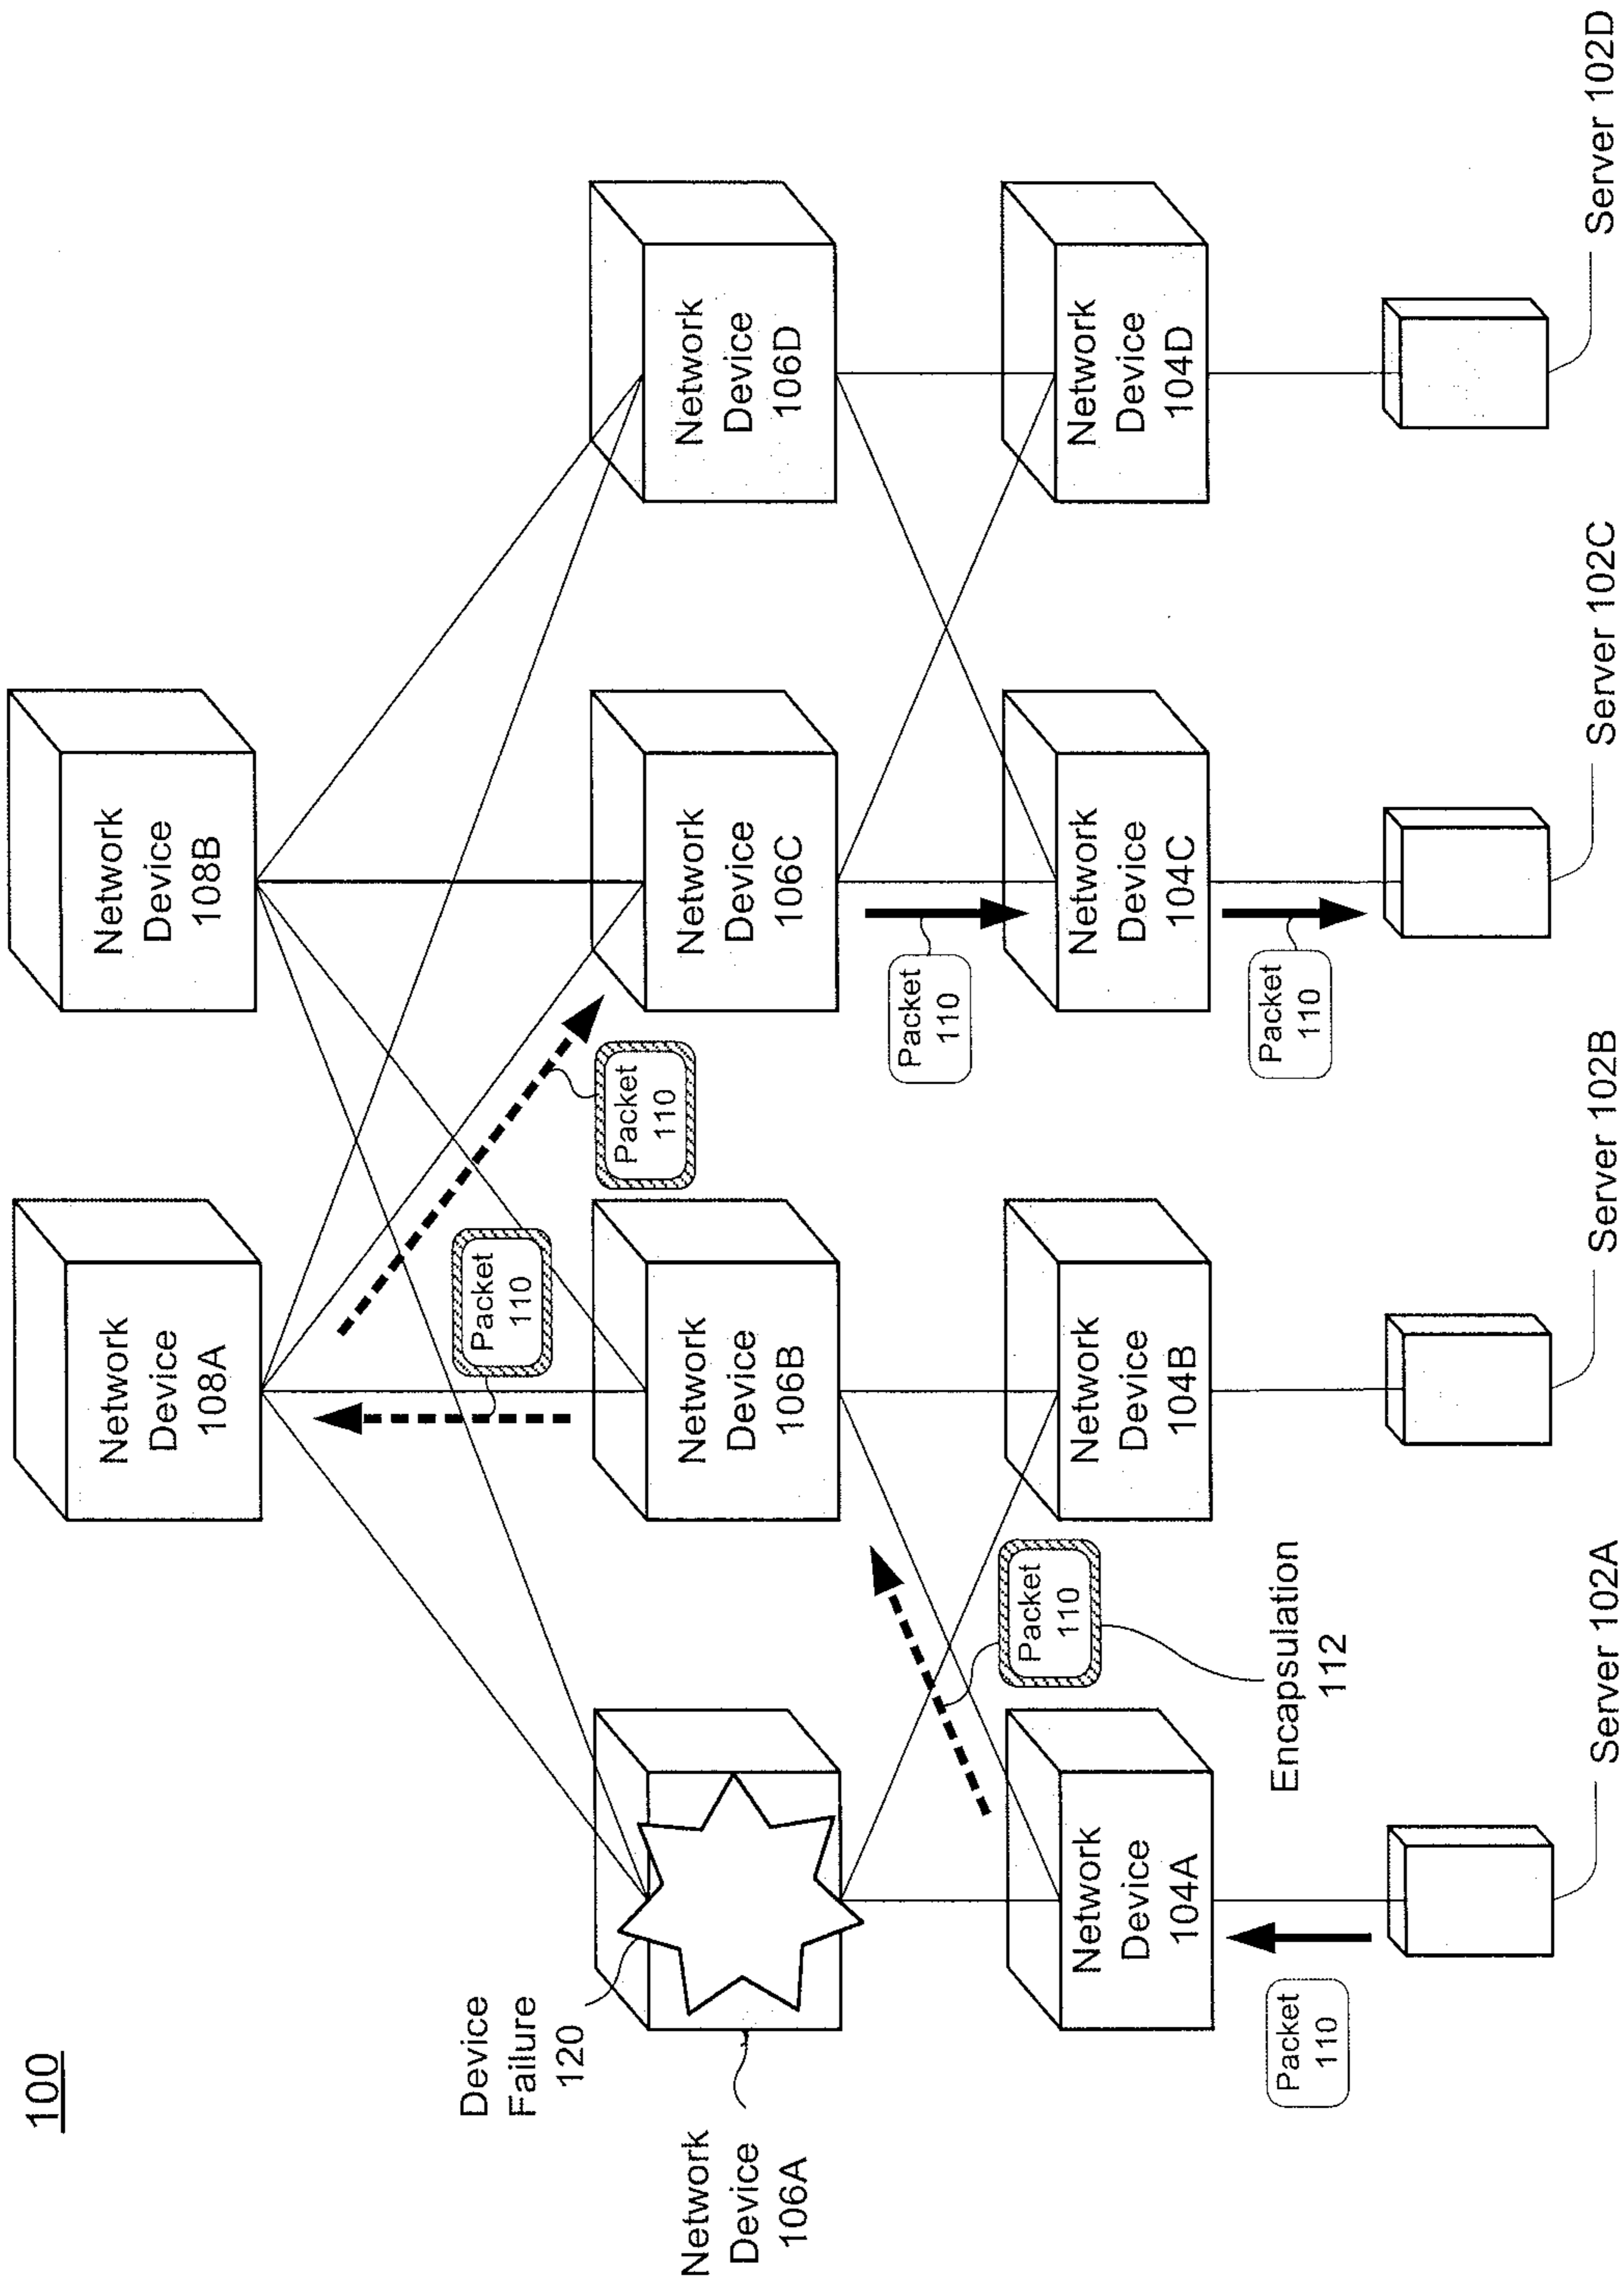 100
Network
Device
108A
Network
Device
108B
Device
Failure
120
Packet
110
Packet
110
Network
Device
106A
Network
Device
106B
Network
Device
106C
Network
Device
106D
Packet
110
Packet
110
Network
Device
104A
Network
Device
104B
Network
Device
104C
Network
Device
104D
Packet
110
Encapsulation
112
Packet
110
Server 102A
Server 102B
Server 102C
Server 102D